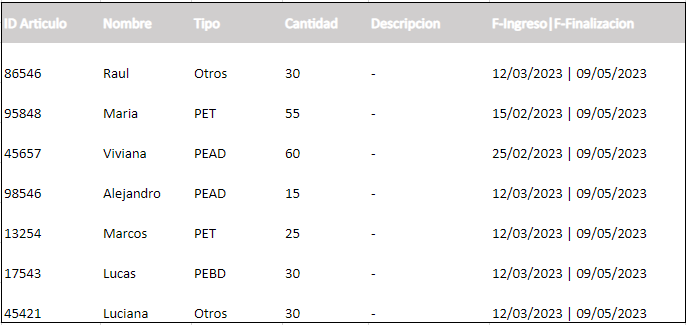 ID Articulo Nombre Tipo Cantidad Descripcion F-Ingreso|F-Finalizacion
86546 Raul Otros 30 - 12/03/2023 | 09/05/2023
95848 Maria PET 55 - 15/02/2023 | 09/05/2023
45657 Viviana PEAD 60 - 25/02/2023 | 09/05/2023
98546 Alejandro PEAD 15 - 12/03/2023 | 09/05/2023
13254 Marcos PET 25 - 12/03/2023 | 09/05/2023
17543 Lucas PEBD 30 - 12/03/2023 | 09/05/2023
45421 Luciana Otros 30 - 12/03/2023 | 09/05/2023